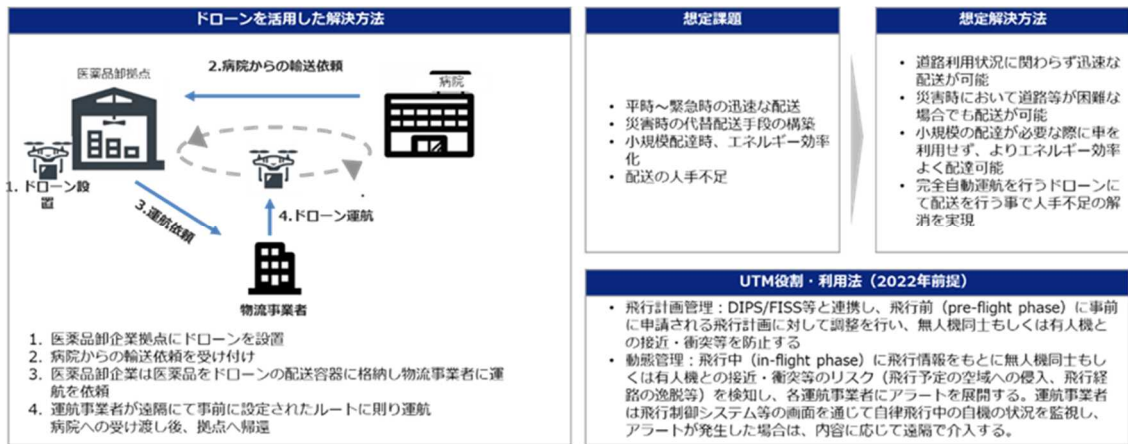 ドローンを活用した解決方法
医薬品卸拠点
2.病院からの輸送依頼
病院
1. ドローン設
置
3.運航依頼
4.ドローン運航
物流事業者
1. 医薬品卸企業拠点にドローンを設置
2. 病院からの輸送依頼を受け付け
3. 医薬品卸企業は医薬品をドローンの配送容器に格納し物流事業者に運
航を依頼
4. 運航事業者が遠隔にて事前に設定されたルートに則り運航
病院への受け渡し後、拠点へ帰還
想定課題
• 平時～緊急時の迅速な配送
• 災害時の代替配送手段の構築
• 小規模配達時、エネルギー効率
化
• 配送の人手不足
想定解決方法
• 道路利用状況に関わらず迅速な
配送が可能
• 災害時において道路等が困難な
場合でも配送が可能
• 小規模の配達が必要な際に車を
利用せず、よりエネルギー効率
よく配達可能
• 完全自動運航を行うドローンに
て配送を行う事で人手不足の解
消を実現
UTM役割・利用法（2022年前提）
• 飛行計画管理：DIPS/FISS等と連携し、飛行前（pre-flight phase）に事前
に申請される飛行計画に対して調整を行い、無人機同士もしくは有人機と
の接近・衝突等を防止する
• 動態管理：飛行中（in-flight phase）に飛行情報をもとに無人機同士もし
くは有人機との接近・衝突等のリスク（飛行予定の空域への侵入、飛行経
路の逸脱等）を検知し、各運航事業者にアラートを展開する。運航事業者
は飛行制御システム等の画面を通じて自律飛行中の自機の状況を監視し、
アラートが発生した場合は、内容に応じて遠隔で介入する。